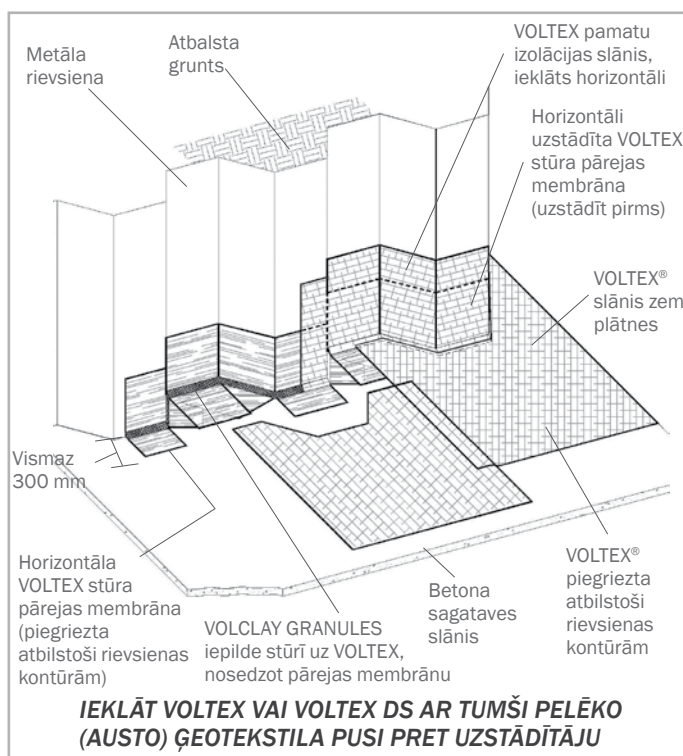 Metāla
rievsiena
Atbalsta
grunts
VOLTEX pamatu
izolācijas slānis,
ieklāts horizontāli
Horizontāli
uzstādīta VOLTEX
stūra pārejas
membrāna
(uzstādīt pirms)
VOLTEX®
slānis zem
plātnes
Vismaz
300 mm
Horizontāla
VOLTEX stūra
pārejas membrāna
(piegriezta
atbilstoši rievsienas
kontūrām)
VOLCLAY GRANULES
iepilde stūrī uz VOLTEX,
nosedzot pārejas membrānu
Betona
sagataves
slānis
VOLTEX®
piegriezta
atbilstoši
rievsienas
kontūrām
IEKLĀT VOLTEX VAI VOLTEX DS AR TUMŠI PELĒKO
(AUSTO) ĢEOTEKSTILA PUSI PRET UZSTĀDĪTĀJU